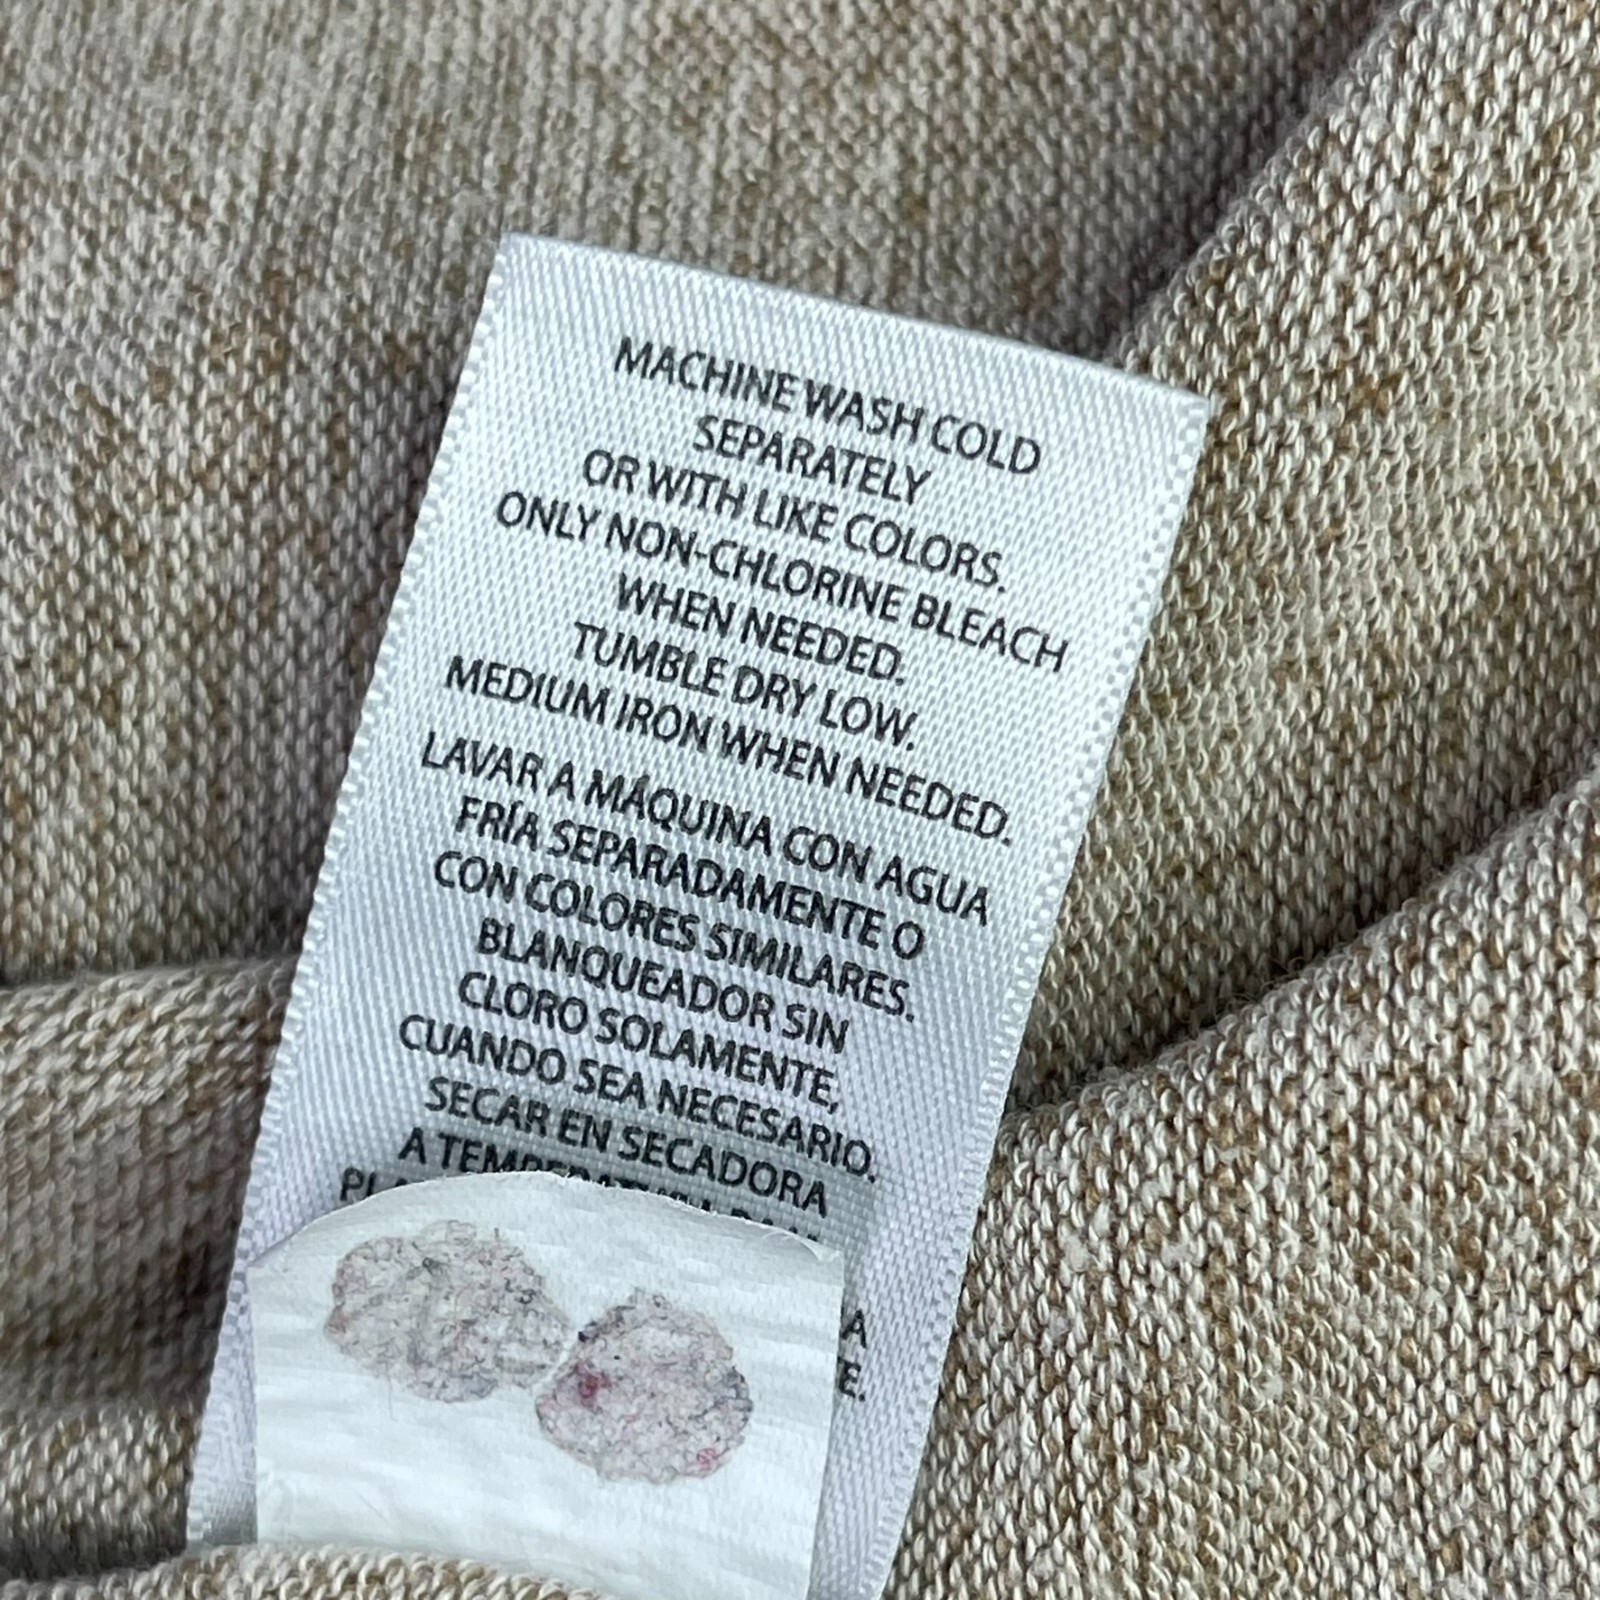 MACHINE WASH COLD
SEPARATELY
OR WITH LIKE COLORS.
ONLY NON-CHLORINE BLEACH
WHEN NEEDED.
TUMBLE DRY LOW.
MEDIUM IRON WHEN NEEDED.
LAVAR A MÁQUINA CON AGUA
FRÍA SEPARADAMENTE O
CON COLORES SIMILARES.
BLANQUEADOR SIN
CLORO SOLAMENTE,
CUANDO SEA NECESARIO.
SECAR EN SECADORA
A TEMPERATURA